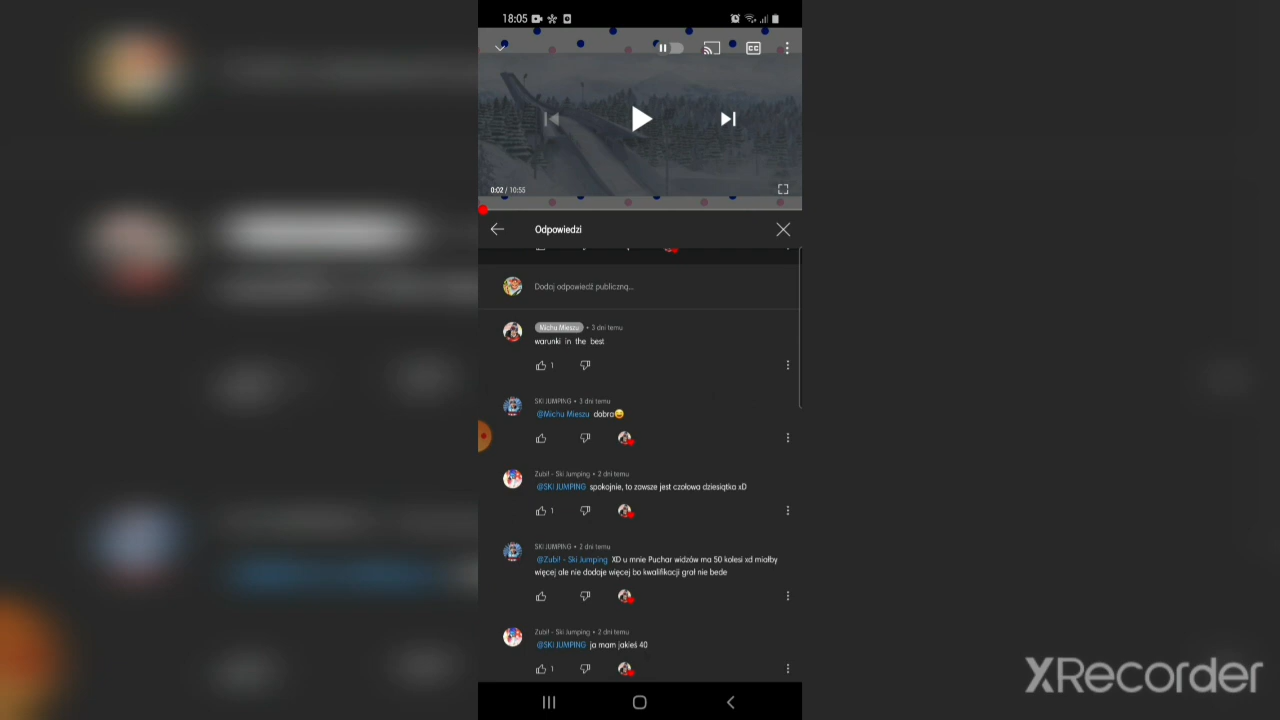 18:05
CC
0:02 / 10:55
Odpowiedzi
Dodaj odpowiedź publiczną...
Michu Mieszu • 3 dni temu
warunki in the best
1
SKI JUMPING • 3 dni temu
@Michu Mieszu dobra😄
Zubi! - Ski Jumping • 2 dni temu
@SKI JUMPING spokojnie, to zawsze jest czołowa dziesiątka xD
1
SKI JUMPING • 2 dni temu
@Zubi! - Ski Jumping XD u mnie Puchar widzów ma 50 kolesi xd miałby
więcej ale nie dodaje więcej bo kwalifikacji grał nie bede
Zubi! - Ski Jumping • 2 dni temu
@SKI JUMPING ja mam jakieś 40
1
XRecorder